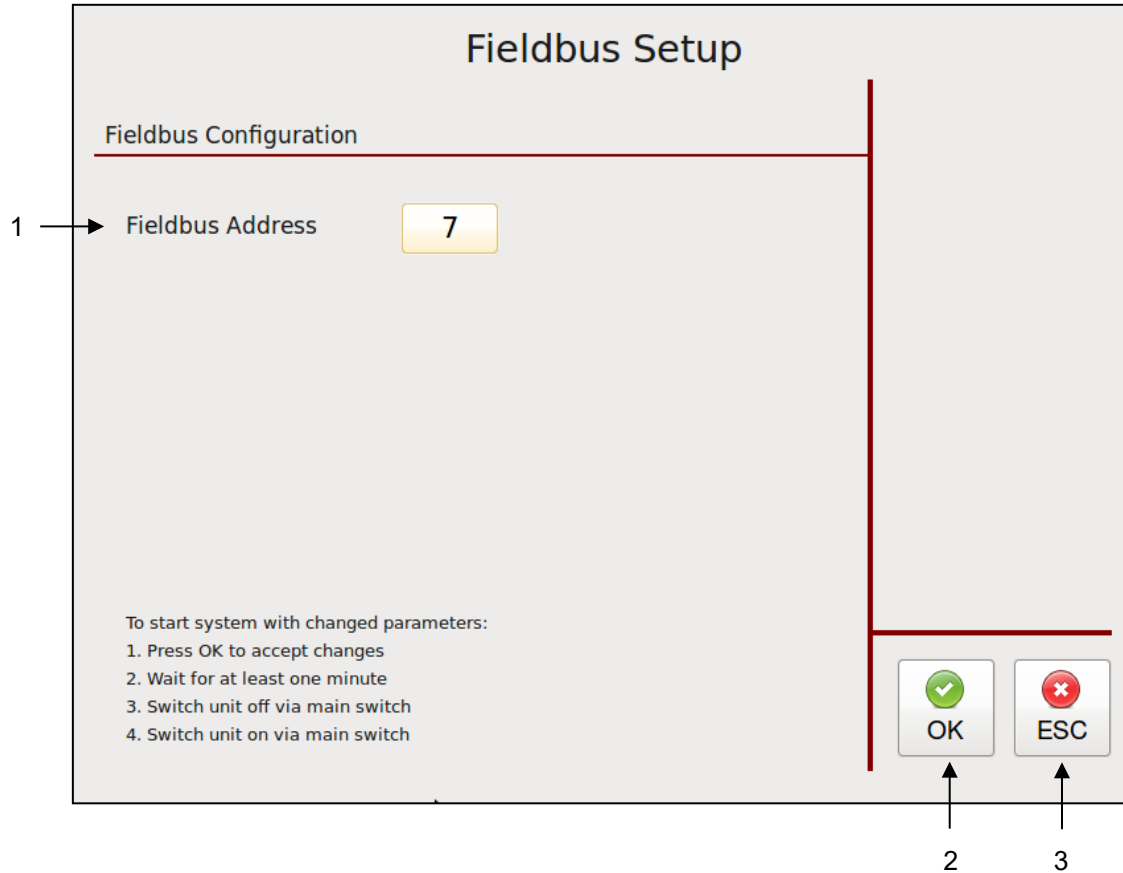 Fieldbus Setup
Fieldbus Configuration
1
Fieldbus Address
7
To start system with changed parameters:
1. Press OK to accept changes
2. Wait for at least one minute
3. Switch unit off via main switch
4. Switch unit on via main switch
OK
ESC
2
3